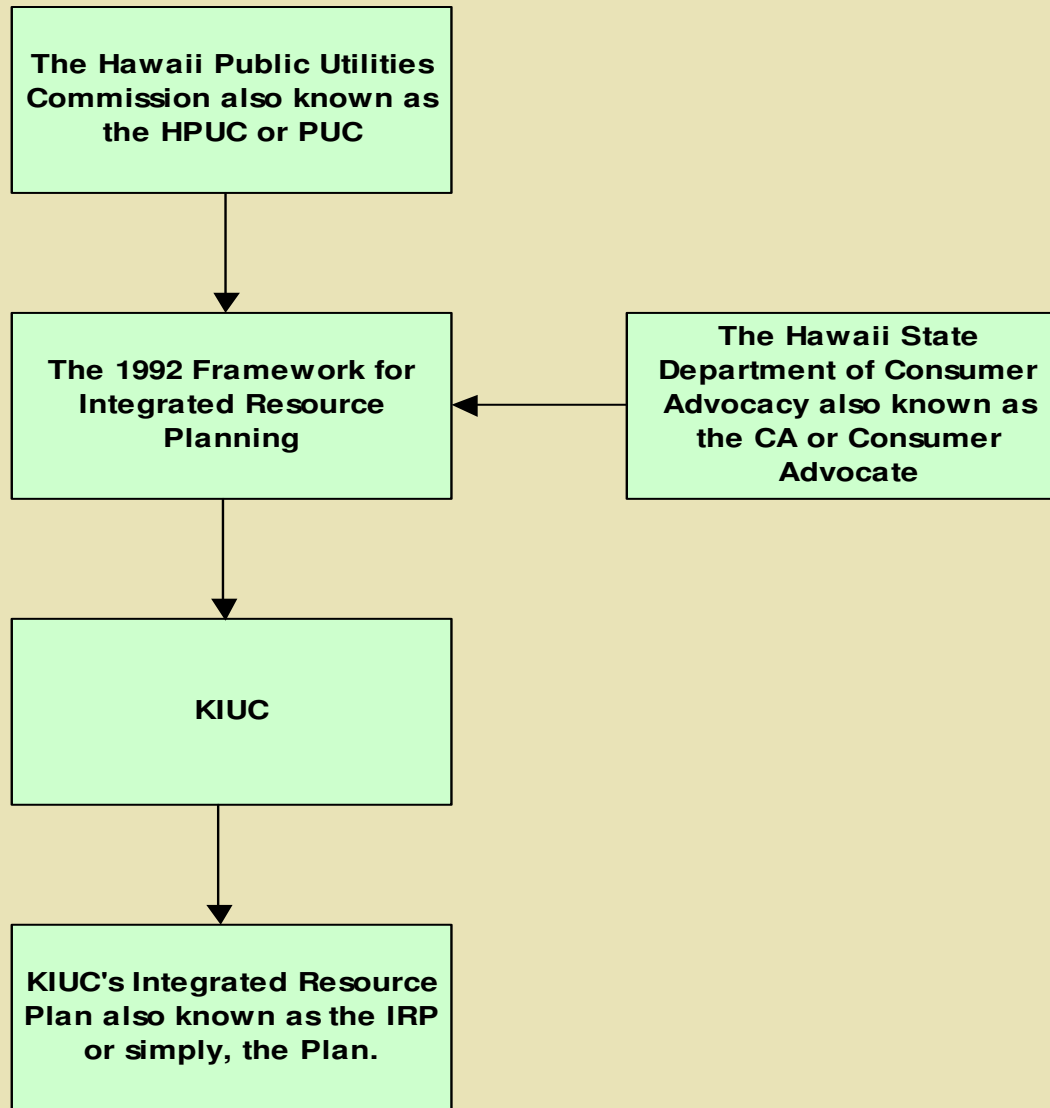 The Hawaii Public Utilities
Commission also known as
the HPUC or PUC
The 1992 Framework for
Integrated Resource
Planning
The Hawaii State
Department of Consumer
Advocacy also known as
the CA or Consumer
Advocate
KIUC
KIUC's Integrated Resource
Plan also known as the IRP
or simply, the Plan.